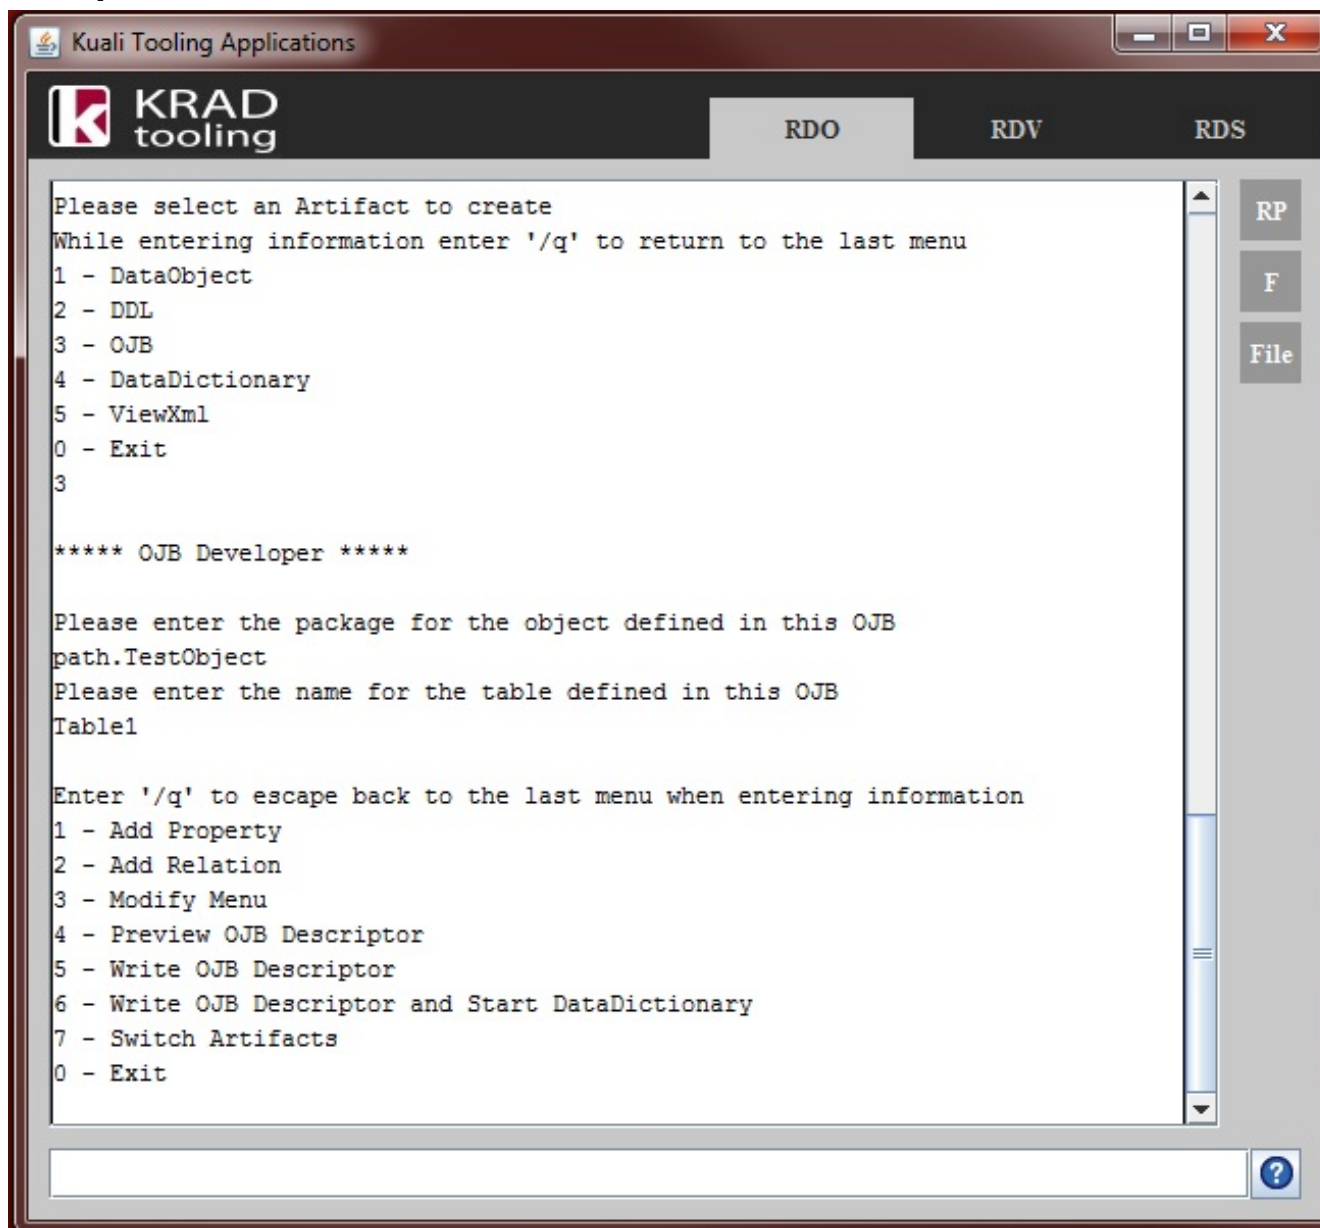 Kuali Tooling Applications
KRAD
tooling
RDO
RDV
RDS
Please select an Artifact to create
While entering information enter '/q' to return to the last menu
1 - DataObject
2 - DDL
3 - OJB
4 - DataDictionary
5 - ViewXml
0 - Exit
3
***** OJB Developer *****
Please enter the package for the object defined in this OJB
path.TestObject
Please enter the name for the table defined in this OJB
Table1
Enter '/q' to escape back to the last menu when entering information
1 - Add Property
2 - Add Relation
3 - Modify Menu
4 - Preview OJB Descriptor
5 - Write OJB Descriptor
6 - Write OJB Descriptor and Start DataDictionary
7 - Switch Artifacts
0 - Exit
RP
F
File
?